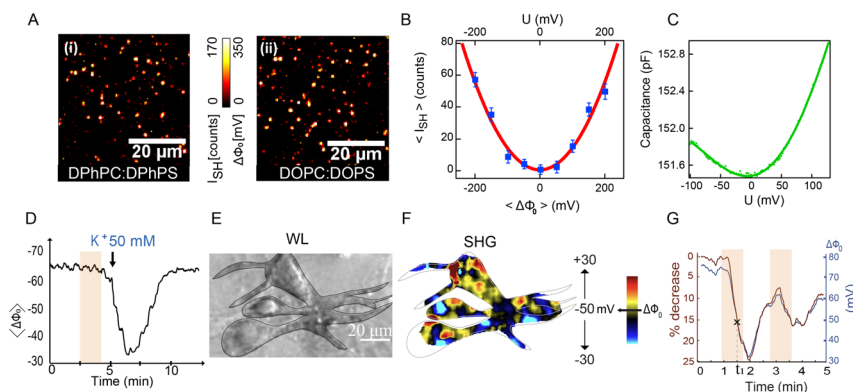 A
(i)
20 µm
DPhPC:DPhPS
0 170
I_SH[counts]
0 350
ΔΦ₀[mV]
(ii)
20 µm
DOPC:DOPS
B
U (mV)
-200 0 200
80
60
40
20
0
< I_SH > (counts)
-200 0 200
< ΔΦ₀ > (mV)
C
Capacitance (pF)
152.8
152.4
152.0
151.6
-100 -50 0 50 100
U (mV)
D
K⁺50 mM
-70
-60
-50
-40
-30
⟨ΔΦ₀⟩
0 5 10
Time (min)
E
WL
20 µm
F
SHG
+30
-50 mV
-30
ΔΦ₀
G
ΔΦ₀
0
5
10
15
20
25
% decrease
80
70
60
50
40
30
mV
0 1 t₁ 2 3 4 5
Time (min)